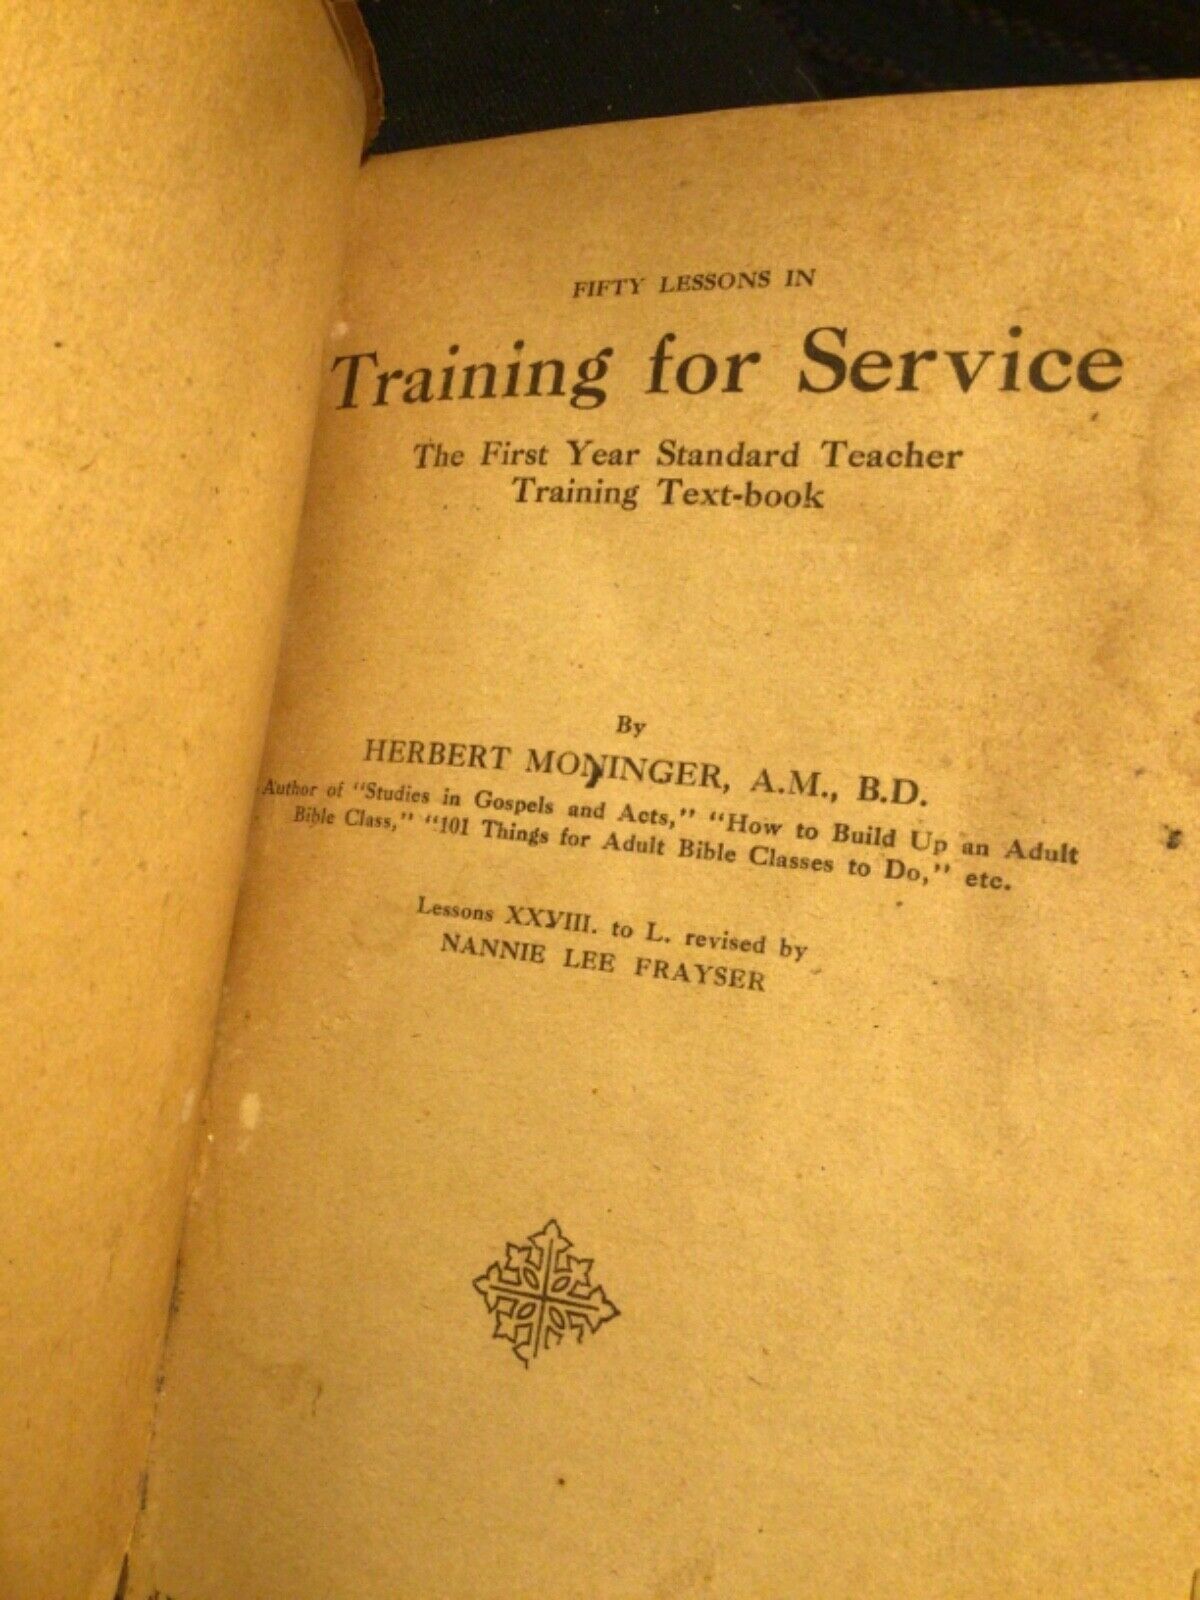 FIFTY LESSONS IN
Training for Service
The First Year Standard Teacher
Training Text-book
By
HERBERT MONINGER, A.M., B.D.
Author of "Studies in Gospels and Acts," "How to Build Up an Adult
Bible Class," "101 Things for Adult Bible Classes to Do," etc.
Lessons XXVIII. to L. revised by
NANNIE LEE FRAYSER